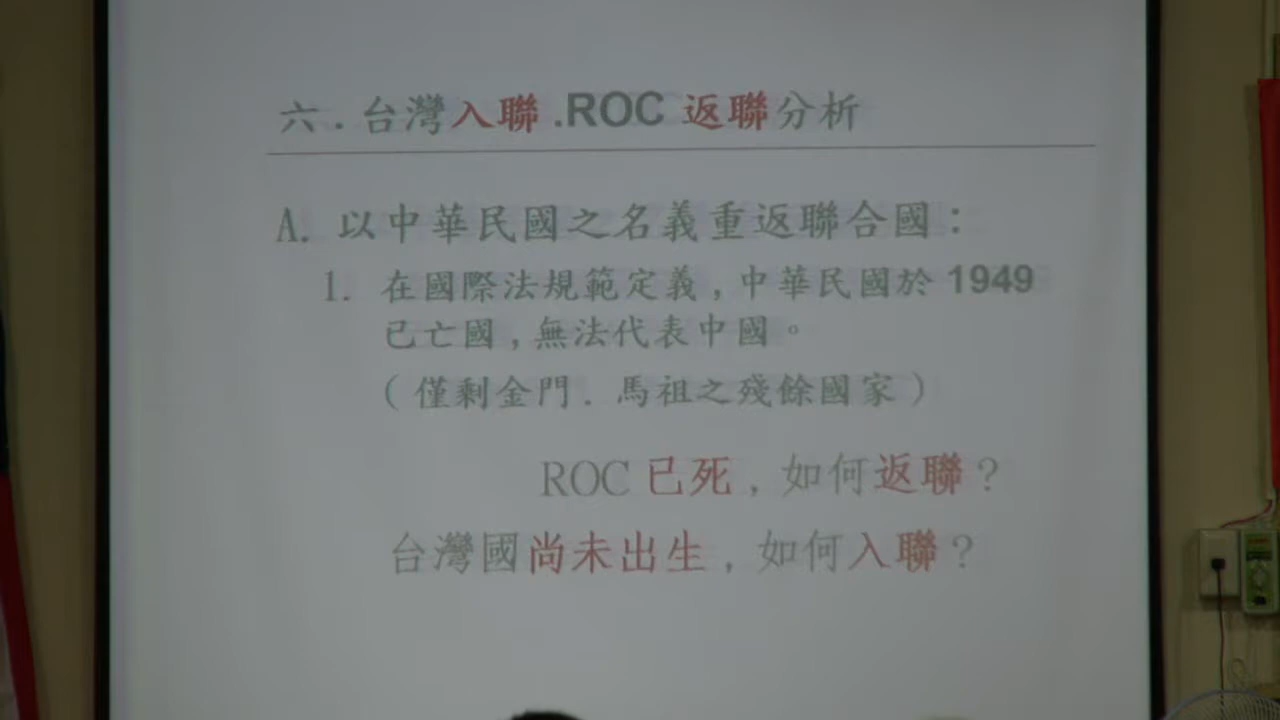 六.台灣入聯.ROC 返聯分析
A. 以中華民國之名義重返聯合國：
1. 在國際法規範定義，中華民國於 1949
已亡國，無法代表中國。
（僅剩金門．馬祖之殘餘國家）
ROC 已死，如何返聯？
台灣國尚未出生，如何入聯？